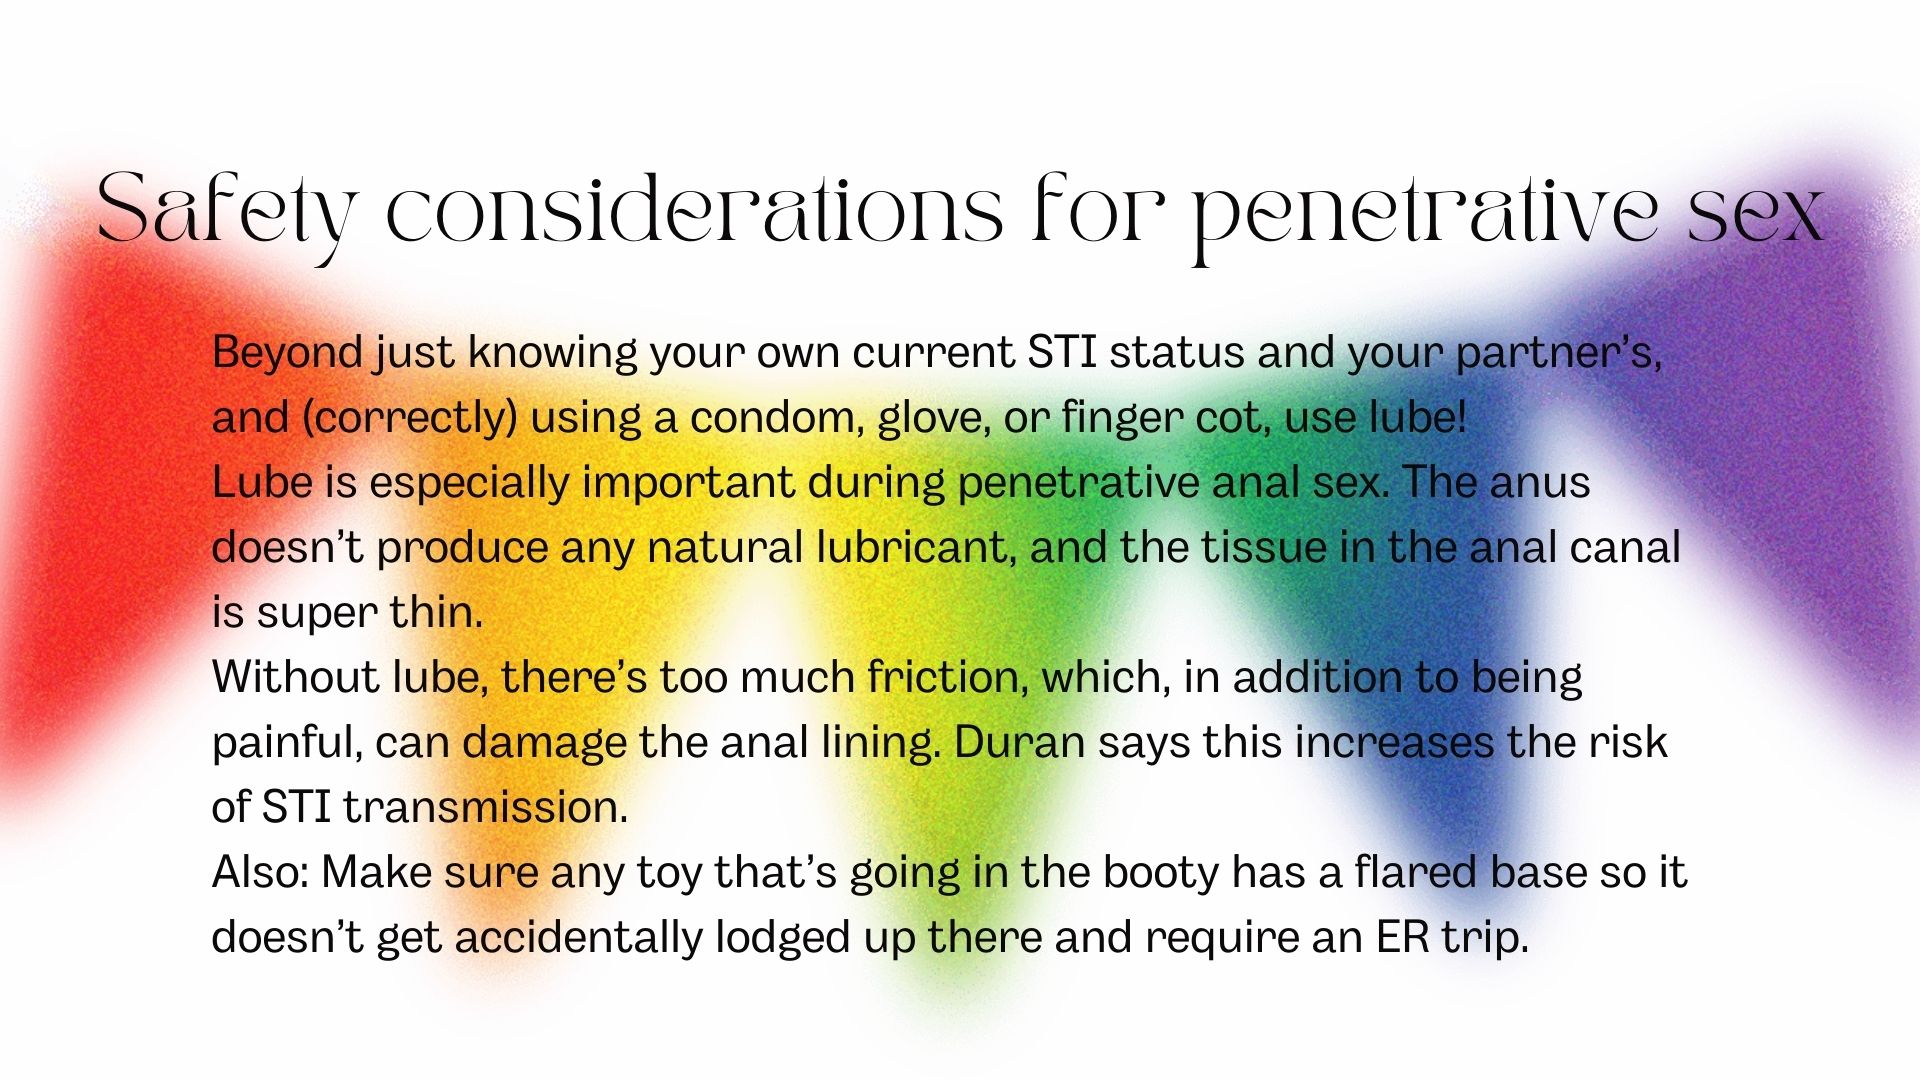 Safety considerations for penetrative sex
Beyond just knowing your own current STI status and your partner’s,
and (correctly) using a condom, glove, or finger cot, use lube!
Lube is especially important during penetrative anal sex. The anus
doesn’t produce any natural lubricant, and the tissue in the anal canal
is super thin.
Without lube, there’s too much friction, which, in addition to being
painful, can damage the anal lining. Duran says this increases the risk
of STI transmission.
Also: Make sure any toy that’s going in the booty has a flared base so it
doesn’t get accidentally lodged up there and require an ER trip.